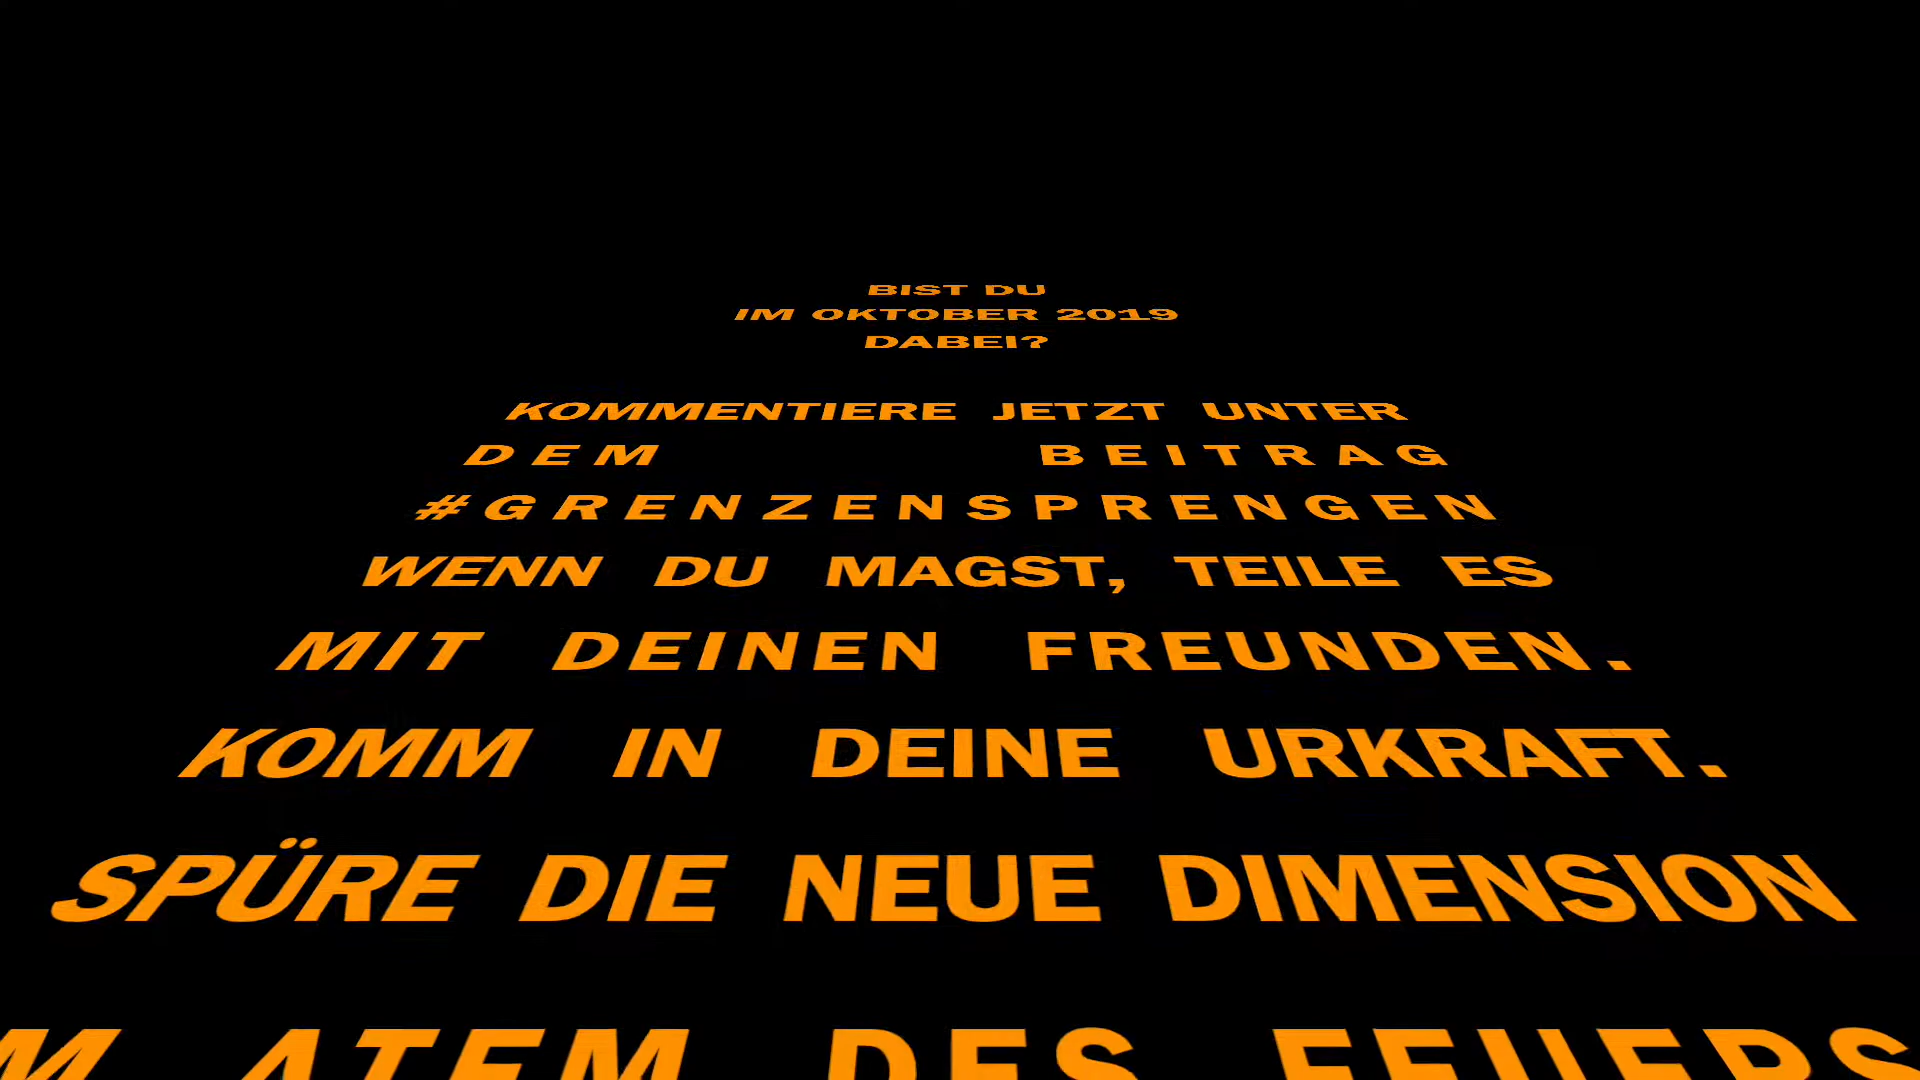 BIST DU
IM OKTOBER 2019
DABEI?
KOMMENTIERE JETZT UNTER
DEM BEITRAG
#GRENZENSPRENGEN
WENN DU MAGST, TEILE ES
MIT DEINEN FREUNDEN.
KOMM IN DEINE URKRAFT.
SPÜRE DIE NEUE DIMENSION
ATEM DES FEUERS